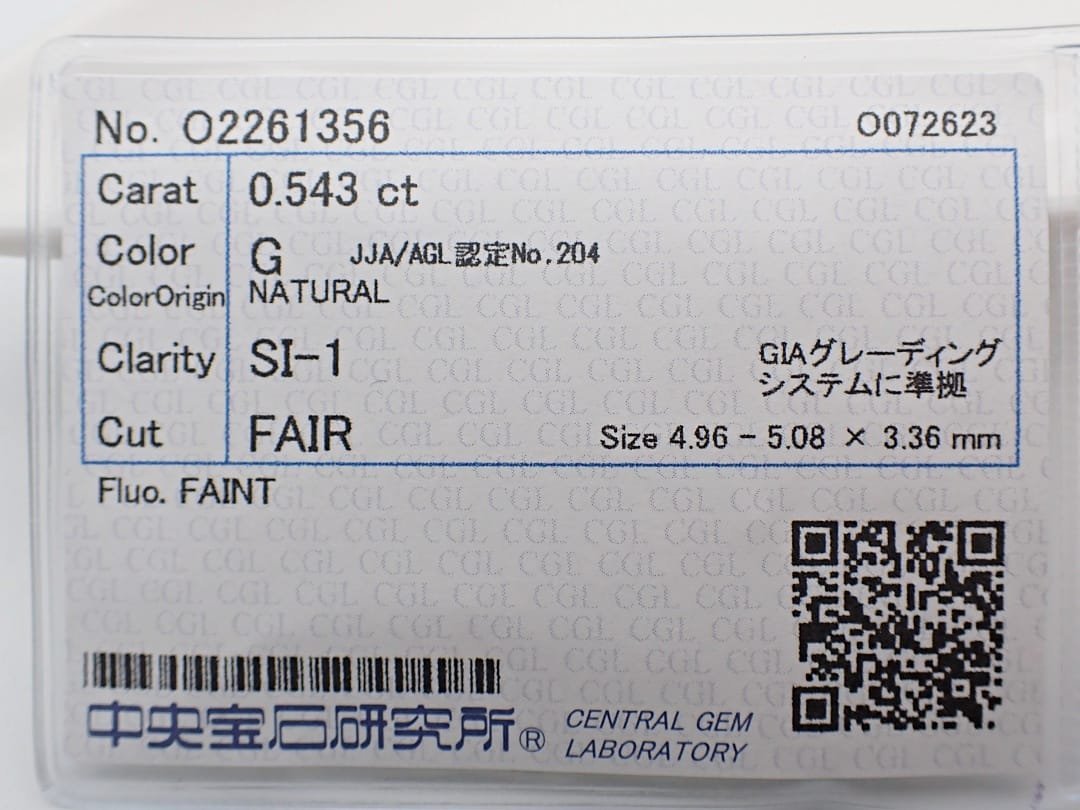 No. O2261356 O072623
Carat 0.543 ct
Color G JJA/AGL認定No.204
ColorOrigin NATURAL
Clarity SI-1 GIAグレーディング
システムに準拠
Cut FAIR Size 4.96 - 5.08 × 3.36 mm
Fluo. FAINT
中央宝石研究所® CENTRAL GEM
LABORATORY